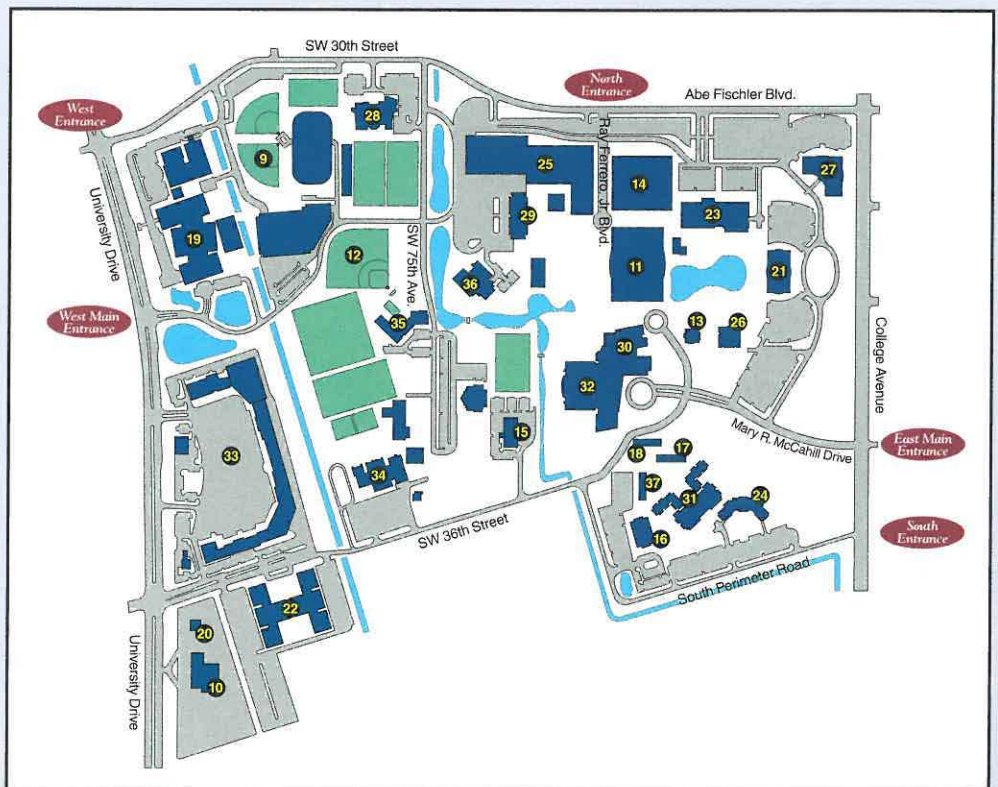 SW 30th Street
North
Entrance
Abe Fischler Blvd.
West
Entrance
28
9
25
27
14
Ray Ferrero Jr. Blvd.
29
23
University Drive
19
12
SW 75th Ave.
11
21
36
West Main
Entrance
35
13
26
30
College Avenue
32
Mary R. McCahill Drive
East Main
Entrance
15
18
17
33
34
37
31
24
SW 36th Street
16
South
Entrance
South Perimeter Road
22
20
University Drive
10